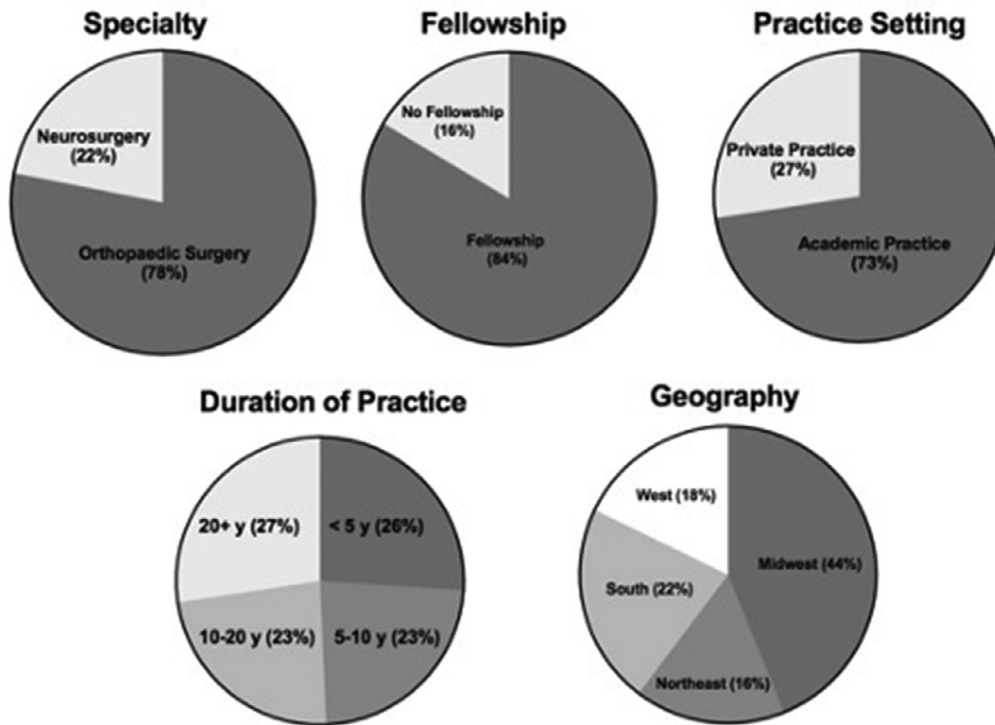 Specialty
Neurosurgery
(22%)
Orthopaedic Surgery
(78%)
Fellowship
No Fellowship
(16%)
Fellowship
(84%)
Practice Setting
Private Practice
(27%)
Academic Practice
(73%)
Duration of Practice
20+ y (27%)
< 5 y (26%)
10-20 y (23%)
5-10 y (23%)
Geography
West (18%)
Midwest (44%)
South (22%)
Northeast (16%)